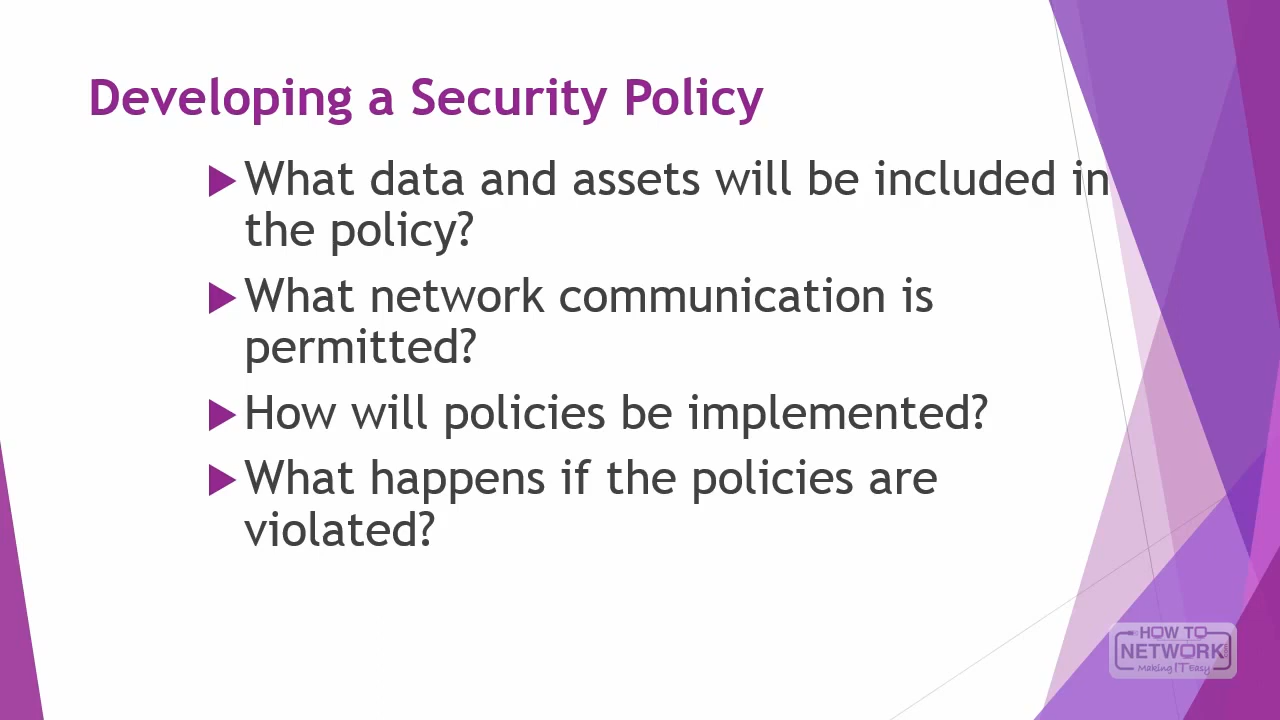 Developing a Security Policy
What data and assets will be included in
the policy?
What network communication is
permitted?
How will policies be implemented?
What happens if the policies are
violated?
HOW TO
NETWORK
Making IT Easy